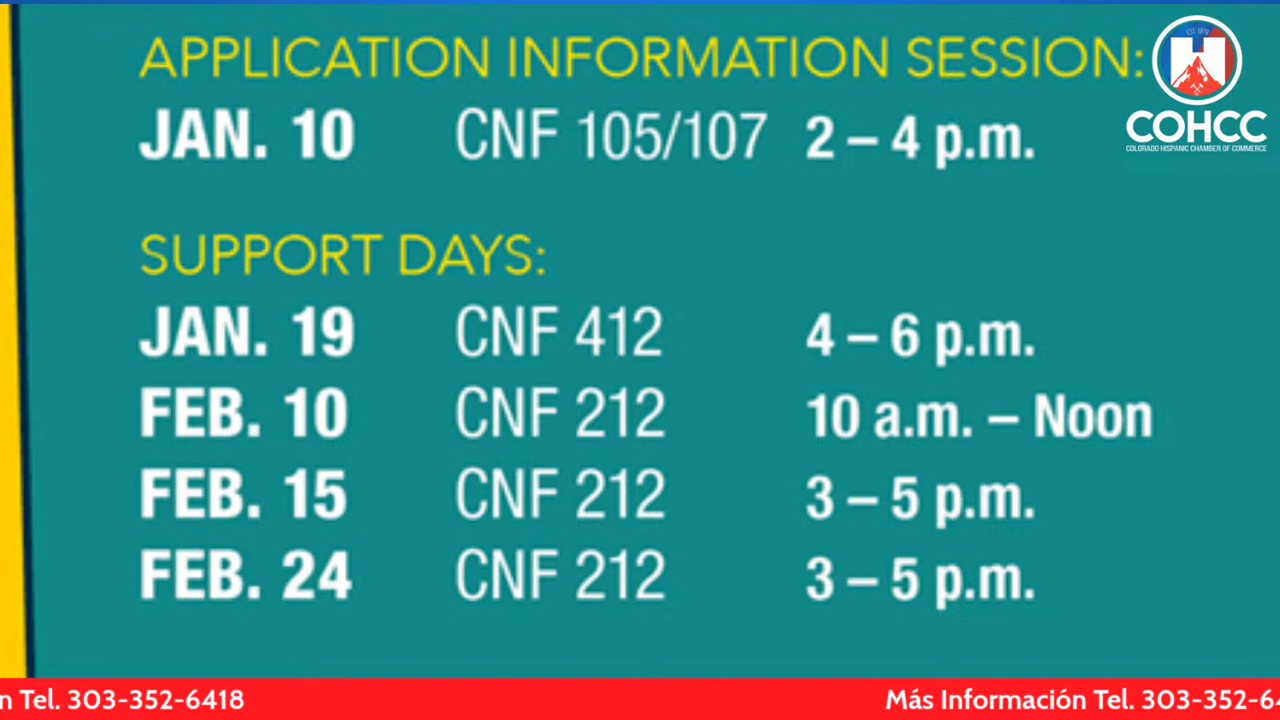 APPLICATION INFORMATION SESSION:
JAN. 10 CNF 105/107 2 – 4 p.m.
SUPPORT DAYS:
JAN. 19 CNF 412 4 – 6 p.m.
FEB. 10 CNF 212 10 a.m. – Noon
FEB. 15 CNF 212 3 – 5 p.m.
FEB. 24 CNF 212 3 – 5 p.m.
COHCC
COLORADO HISPANIC CHAMBER OF COMMERCE
n Tel. 303-352-6418 Más Información Tel. 303-352-64